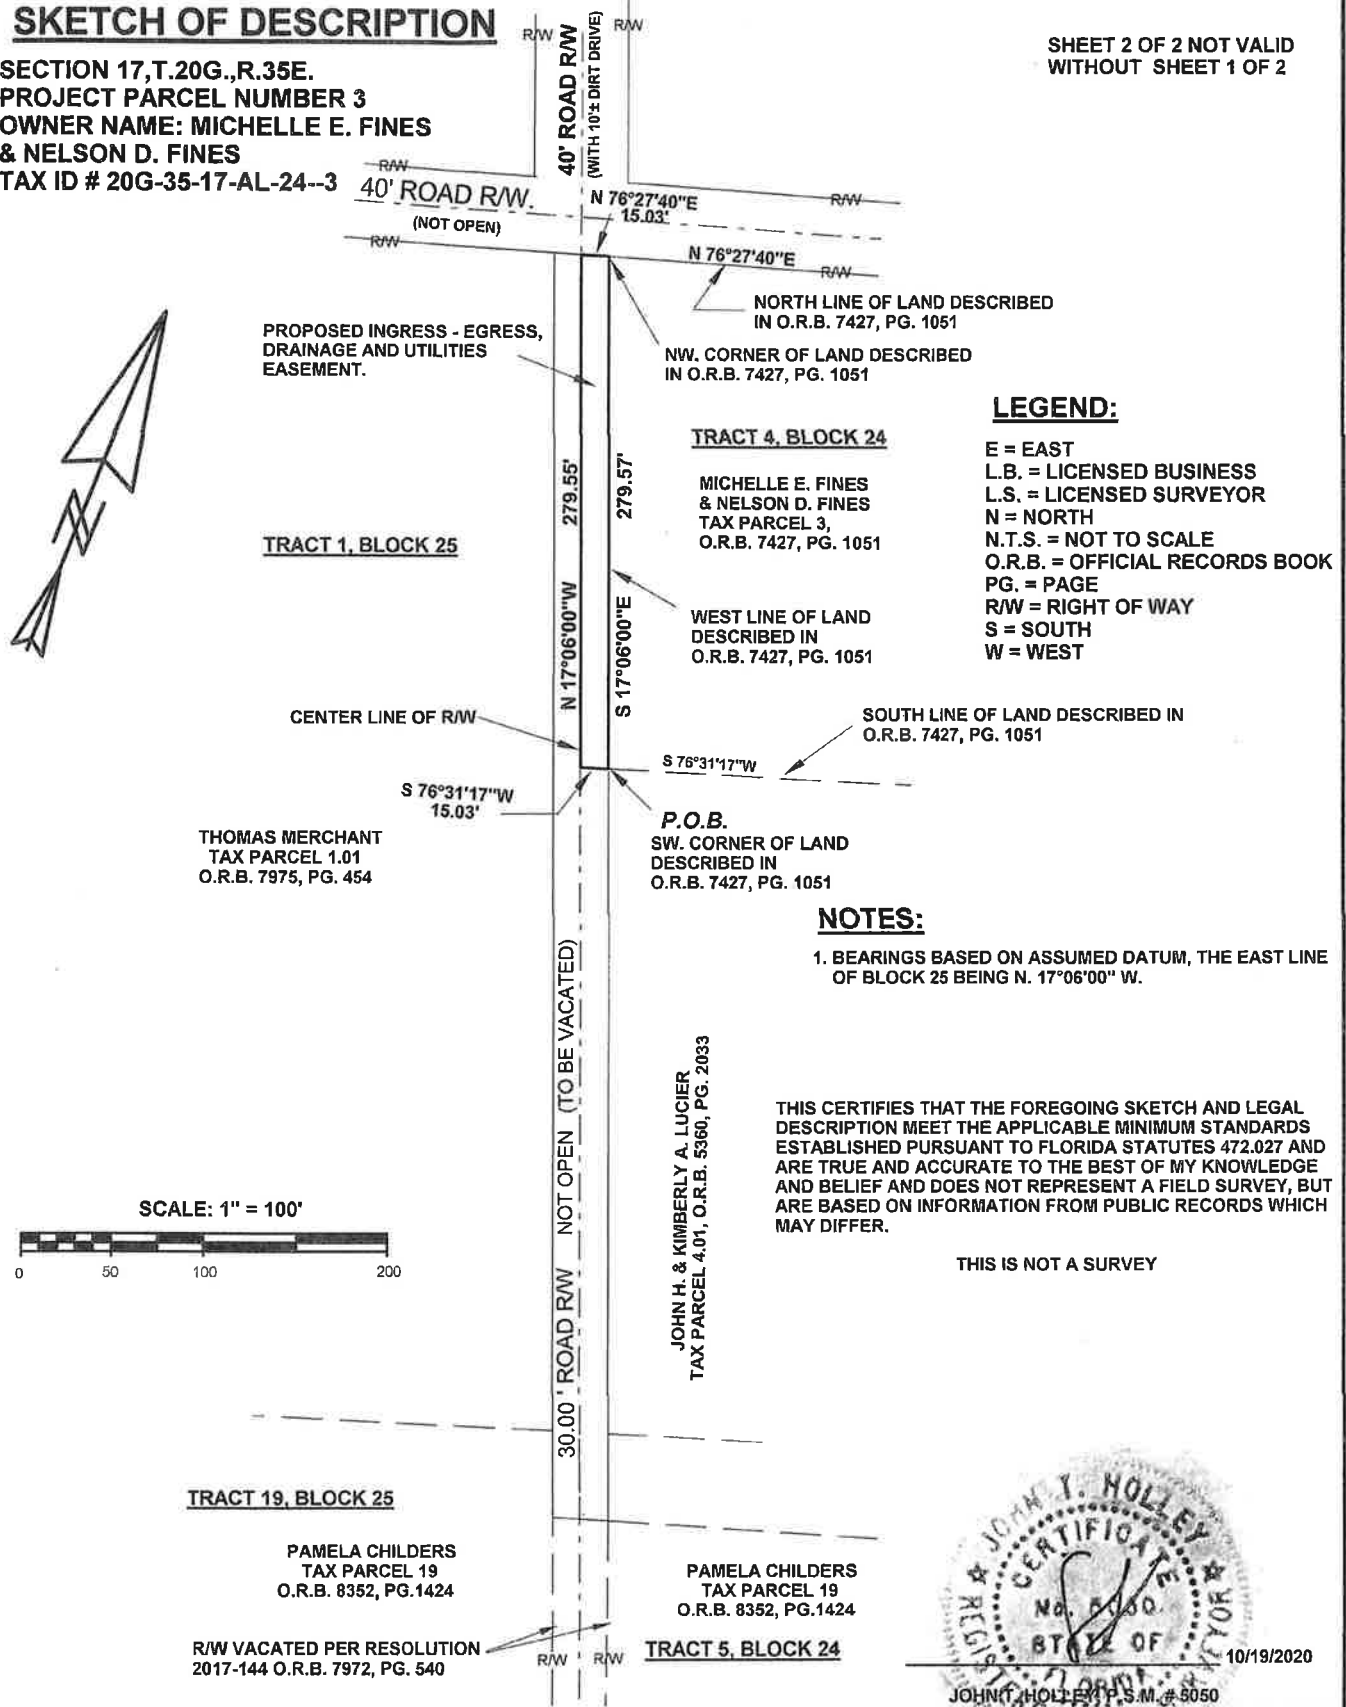 SKETCH OF DESCRIPTION
SECTION 17,T.20G.,R.35E.
PROJECT PARCEL NUMBER 3
OWNER NAME: MICHELLE E. FINES
& NELSON D. FINES
TAX ID # 20G-35-17-AL-24--3
SHEET 2 OF 2 NOT VALID
WITHOUT SHEET 1 OF 2
R/W
R/W
40' ROAD R/W
(WITH 10'± DIRT DRIVE)
R/W
40' ROAD R/W.
(NOT OPEN)
R/W
N 76°27'40"E
15.03'
R/W
N 76°27'40"E
R/W
NORTH LINE OF LAND DESCRIBED
IN O.R.B. 7427, PG. 1051
PROPOSED INGRESS - EGRESS,
DRAINAGE AND UTILITIES
EASEMENT.
NW. CORNER OF LAND DESCRIBED
IN O.R.B. 7427, PG. 1051
TRACT 4, BLOCK 24
MICHELLE E. FINES
& NELSON D. FINES
TAX PARCEL 3,
O.R.B. 7427, PG. 1051
LEGEND:
E = EAST
L.B. = LICENSED BUSINESS
L.S. = LICENSED SURVEYOR
N = NORTH
N.T.S. = NOT TO SCALE
O.R.B. = OFFICIAL RECORDS BOOK
PG. = PAGE
R/W = RIGHT OF WAY
S = SOUTH
W = WEST
N
TRACT 1, BLOCK 25
N 17°06'00"W 279.55'
S 17°06'00"E 279.57'
WEST LINE OF LAND
DESCRIBED IN
O.R.B. 7427, PG. 1051
CENTER LINE OF R/W
SOUTH LINE OF LAND DESCRIBED IN
O.R.B. 7427, PG. 1051
S 76°31'17"W
S 76°31'17"W
15.03'
P.O.B.
SW. CORNER OF LAND
DESCRIBED IN
O.R.B. 7427, PG. 1051
THOMAS MERCHANT
TAX PARCEL 1.01
O.R.B. 7975, PG. 454
NOTES:
1. BEARINGS BASED ON ASSUMED DATUM, THE EAST LINE
OF BLOCK 25 BEING N. 17°06'00" W.
30.00 ' ROAD R/W NOT OPEN (TO BE VACATED)
JOHN H. & KIMBERLY A. LUCIER
TAX PARCEL 4.01, O.R.B. 5360, PG. 2033
THIS CERTIFIES THAT THE FOREGOING SKETCH AND LEGAL
DESCRIPTION MEET THE APPLICABLE MINIMUM STANDARDS
ESTABLISHED PURSUANT TO FLORIDA STATUTES 472.027 AND
ARE TRUE AND ACCURATE TO THE BEST OF MY KNOWLEDGE
AND BELIEF AND DOES NOT REPRESENT A FIELD SURVEY, BUT
ARE BASED ON INFORMATION FROM PUBLIC RECORDS WHICH
MAY DIFFER.
THIS IS NOT A SURVEY
SCALE: 1" = 100'
0 50 100 200
TRACT 19, BLOCK 25
PAMELA CHILDERS
TAX PARCEL 19
O.R.B. 8352, PG.1424
PAMELA CHILDERS
TAX PARCEL 19
O.R.B. 8352, PG.1424
R/W VACATED PER RESOLUTION
2017-144 O.R.B. 7972, PG. 540
R/W
R/W
TRACT 5, BLOCK 24
JOHN T. HOLLEY
CERTIFICATE
No.
STATE OF
10/19/2020
JOHN T. HOLLEY, P.S.M. # 5050